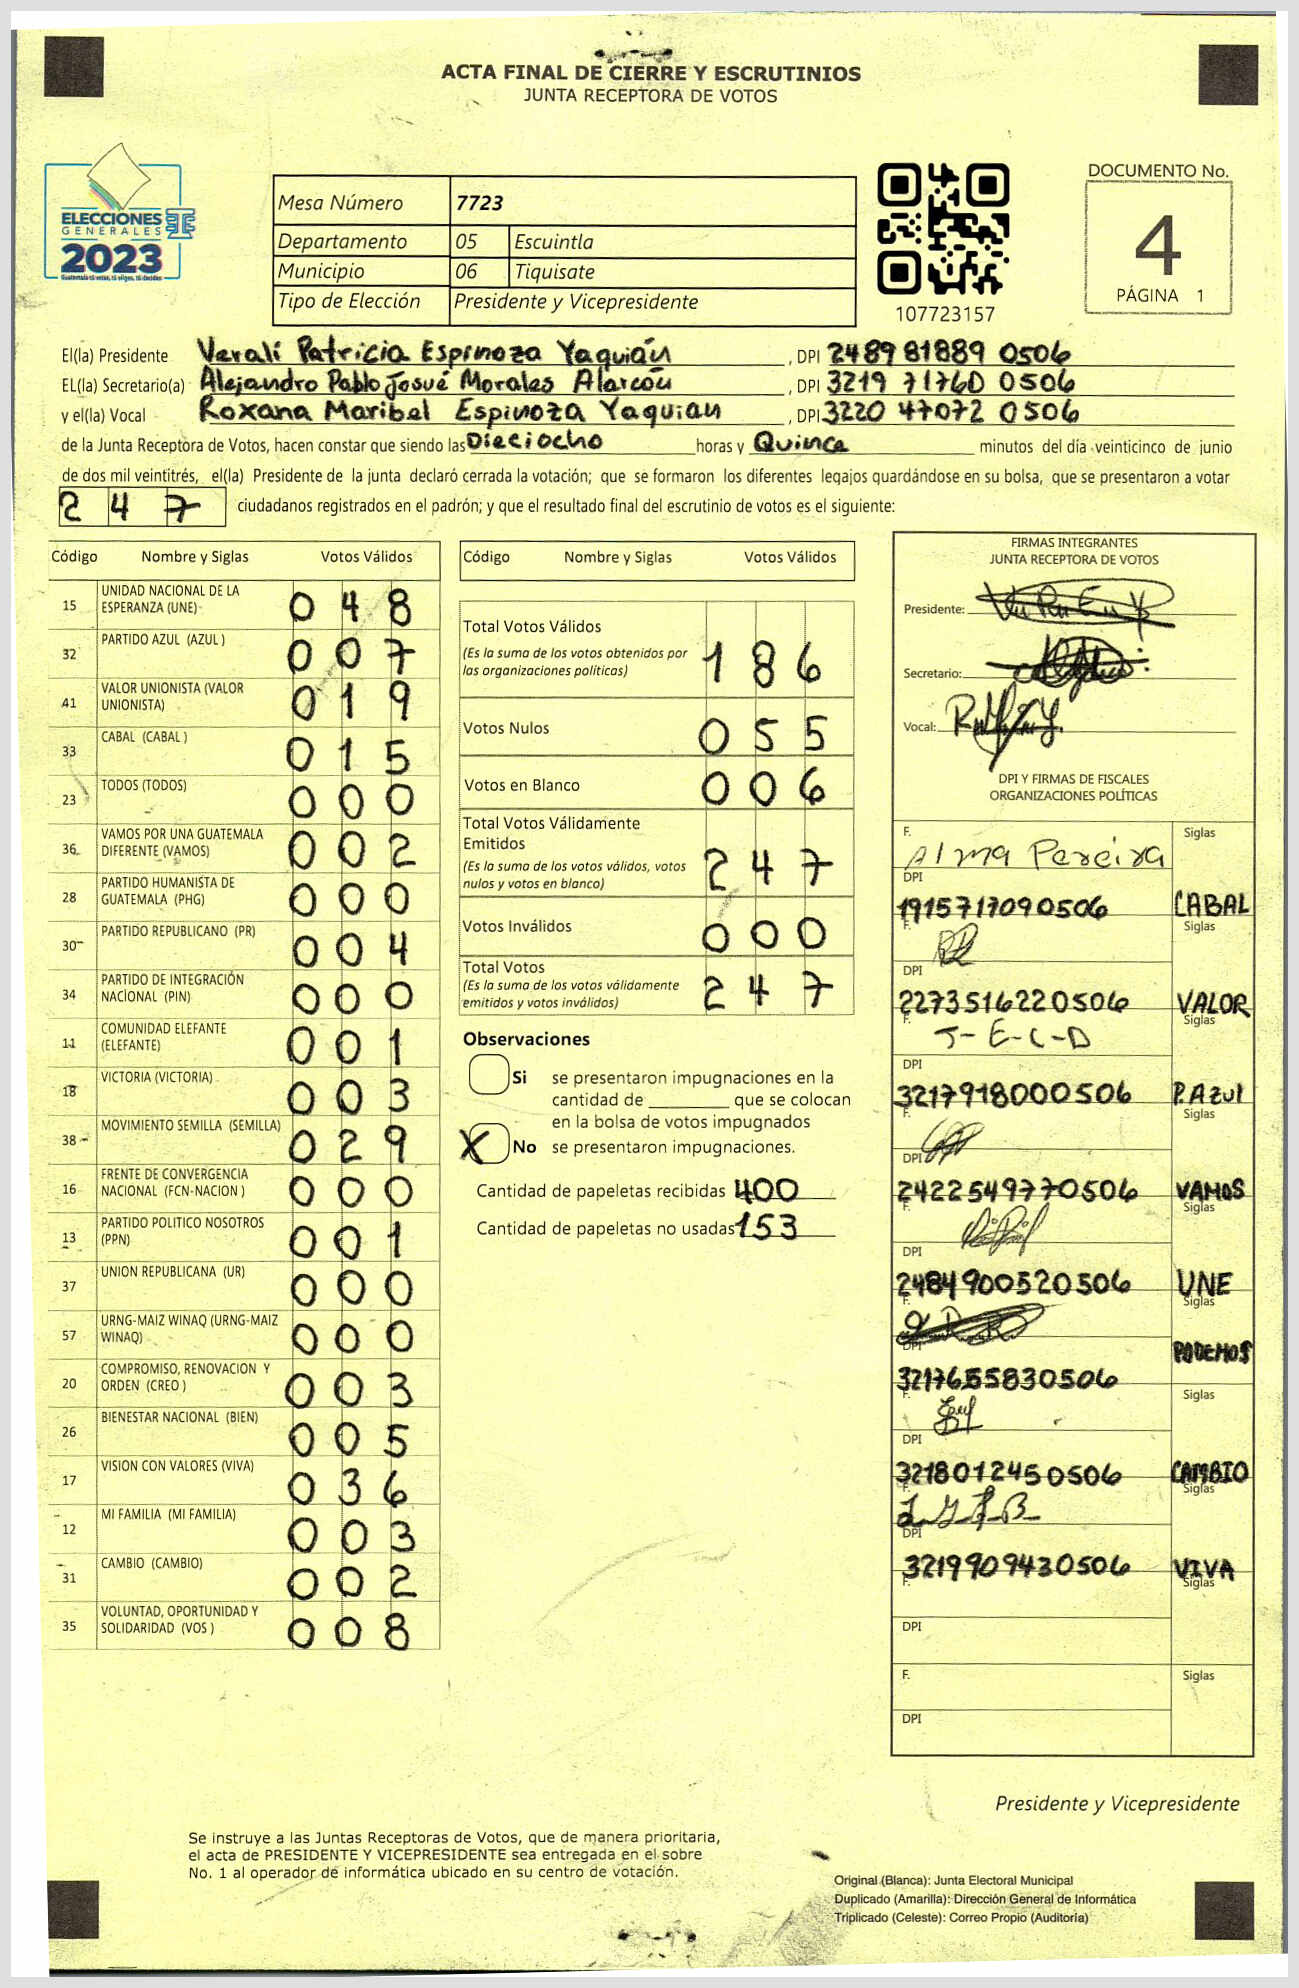 ACTA FINAL DE CIERRE Y ESCRUTINIOS
JUNTA RECEPTORA DE VOTOS
ELECCIONES
GENERALES
2023
Guatemala tú votas, tú eliges, tú decides
Mesa Número 7723
Departamento 05 Escuintla
Municipio 06 Tiquisate
Tipo de Elección Presidente y Vicepresidente
107723157
DOCUMENTO No.
4
PÁGINA 1
El(la) Presidente Veralí Patricia Espinoza Yaquián, DPI 2489 81889 0506
EL(la) Secretario(a) Alejandro Pablo Josué Morales Alarcón, DPI 3219 71760 0506
y el(la) Vocal Roxana Maribel Espinoza Yaquian, DPI 3220 47072 0506
de la Junta Receptora de Votos, hacen constar que siendo las Dieciocho horas y Quince minutos del día veinticinco de junio
de dos mil veintitrés, el(la) Presidente de la junta declaró cerrada la votación; que se formaron los diferentes legajos guardándose en su bolsa, que se presentaron a votar
2 4 7 ciudadanos registrados en el padrón; y que el resultado final del escrutinio de votos es el siguiente:
Código Nombre y Siglas Votos Válidos
15 UNIDAD NACIONAL DE LA ESPERANZA (UNE) 0 4 8
32 PARTIDO AZUL (AZUL ) 0 0 7
41 VALOR UNIONISTA (VALOR UNIONISTA) 0 1 9
33 CABAL (CABAL ) 0 1 5
23 TODOS (TODOS) 0 0 0
36 VAMOS POR UNA GUATEMALA DIFERENTE (VAMOS) 0 0 2
28 PARTIDO HUMANISTA DE GUATEMALA (PHG) 0 0 0
30 PARTIDO REPUBLICANO (PR) 0 0 4
34 PARTIDO DE INTEGRACIÓN NACIONAL (PIN) 0 0 0
11 COMUNIDAD ELEFANTE (ELEFANTE) 0 0 1
18 VICTORIA (VICTORIA) 0 0 3
38 MOVIMIENTO SEMILLA (SEMILLA) 0 2 9
16 FRENTE DE CONVERGENCIA NACIONAL (FCN-NACION ) 0 0 0
13 PARTIDO POLITICO NOSOTROS (PPN) 0 0 1
37 UNION REPUBLICANA (UR) 0 0 0
57 URNG-MAIZ WINAQ (URNG-MAIZ WINAQ) 0 0 0
20 COMPROMISO, RENOVACION Y ORDEN (CREO ) 0 0 3
26 BIENESTAR NACIONAL (BIEN) 0 0 5
17 VISION CON VALORES (VIVA) 0 3 6
12 MI FAMILIA (MI FAMILIA) 0 0 3
31 CAMBIO (CAMBIO) 0 0 2
35 VOLUNTAD, OPORTUNIDAD Y SOLIDARIDAD (VOS ) 0 0 8
Código Nombre y Siglas Votos Válidos
Total Votos Válidos
(Es la suma de los votos obtenidos por
las organizaciones politicas) 1 8 6
Votos Nulos 0 5 5
Votos en Blanco 0 0 6
Total Votos Válidamente
Emitidos
(Es la suma de los votos válidos, votos
nulos y votos en blanco) 2 4 7
Votos Inválidos 0 0 0
Total Votos
(Es la suma de los votos válidamente
emitidos y votos inválidos) 2 4 7
Observaciones
Si se presentaron impugnaciones en la
cantidad de ________ que se colocan
en la bolsa de votos impugnados
X No se presentaron impugnaciones.
Cantidad de papeletas recibidas 400
Cantidad de papeletas no usadas 153
FIRMAS INTEGRANTES
JUNTA RECEPTORA DE VOTOS
Presidente:
Secretario:
Vocal:
DPI Y FIRMAS DE FISCALES
ORGANIZACIONES POLÍTICAS
F. Alma Pereira Siglas
DPI 1915717090506 CABAL
F. Siglas
DPI 2273516220506 VALOR
F. J-E-C-D Siglas
DPI 3217918000506 P.AZUl
F. Siglas
DPI 2422549770506 VAMOS
F. Siglas
DPI 2484900520506 UNE
F. Siglas
DPI 3217655830506 PODEMOS
F. Siglas
DPI 3218012450506 CAMBIO
F. Siglas
DPI 3219909430506 VIVA
F. Siglas
DPI
F. Siglas
DPI
Presidente y Vicepresidente
Se instruye a las Juntas Receptoras de Votos, que de manera prioritaria,
el acta de PRESIDENTE Y VICEPRESIDENTE sea entregada en el sobre
No. 1 al operador de informática ubicado en su centro de votación.
Original (Blanca): Junta Electoral Municipal
Duplicado (Amarilla): Dirección General de Informática
Triplicado (Celeste): Correo Propio (Auditoría)